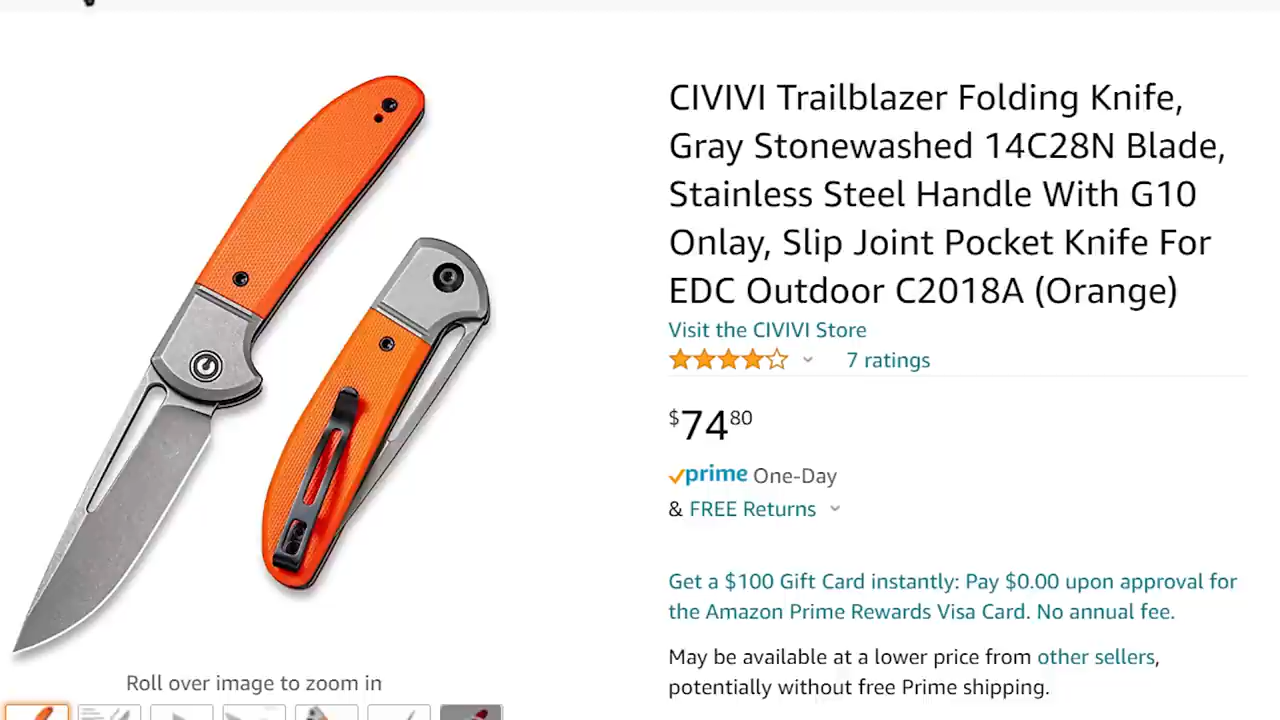 CIVIVI Trailblazer Folding Knife,
Gray Stonewashed 14C28N Blade,
Stainless Steel Handle With G10
Onlay, Slip Joint Pocket Knife For
EDC Outdoor C2018A (Orange)
Visit the CIVIVI Store
7 ratings
$74 80
prime One-Day
& FREE Returns
Get a $100 Gift Card instantly: Pay $0.00 upon approval for
the Amazon Prime Rewards Visa Card. No annual fee.
May be available at a lower price from other sellers,
potentially without free Prime shipping.
Roll over image to zoom in